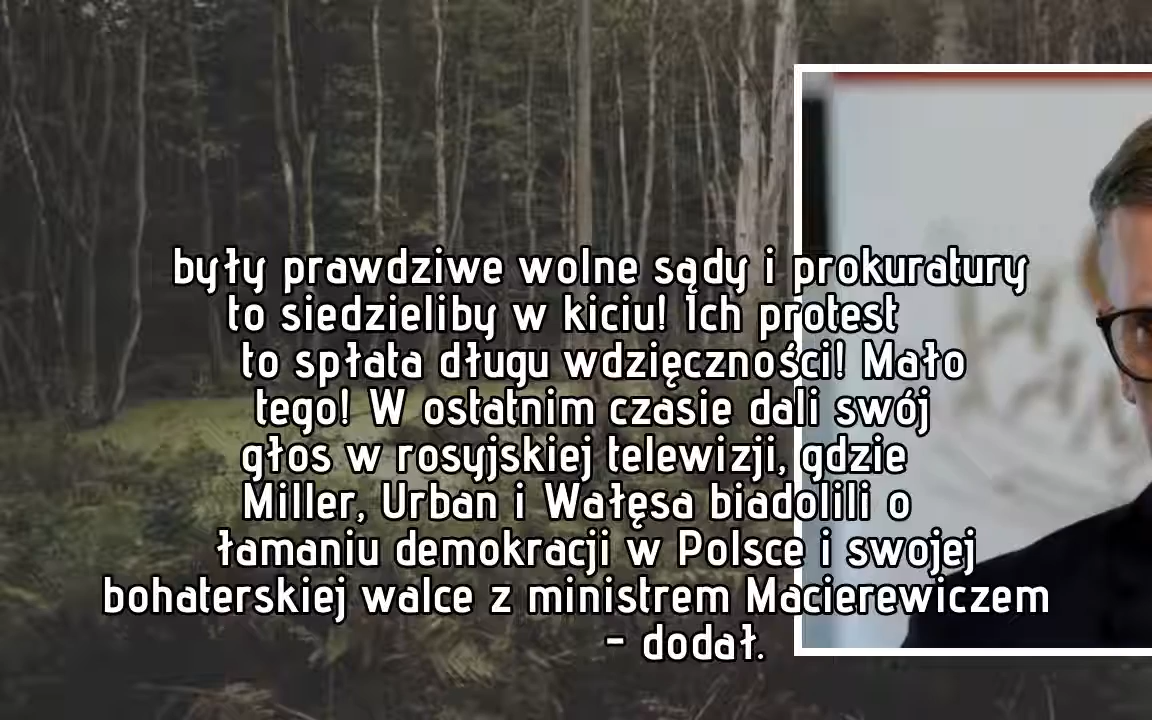 były prawdziwe wolne sądy i prokuratury
to siedzieliby w kiciu! Ich protest
to spłata długu wdzięczności! Mało
tego! W ostatnim czasie dali swój
głos w rosyjskiej telewizji, gdzie
Miller, Urban i Wałęsa biadolili o
łamaniu demokracji w Polsce i swojej
bohaterskiej walce z ministrem Macierewiczem
- dodał.